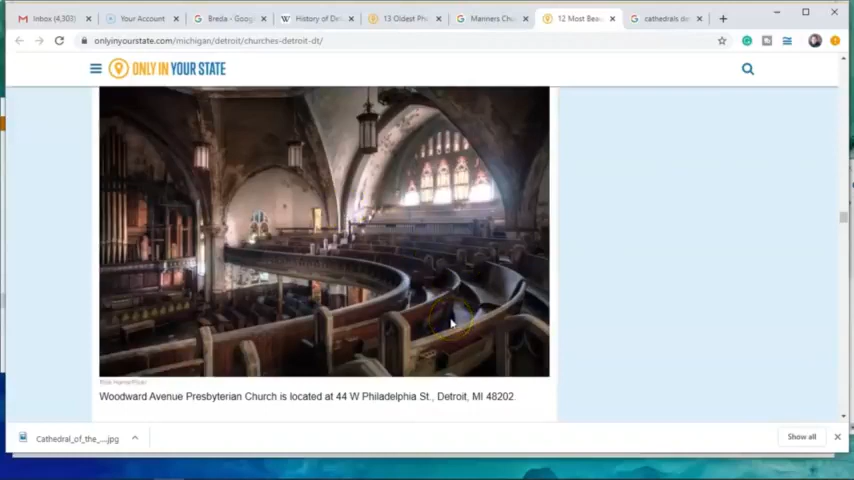 Inbox (4,303)
Your Account
Breda - Goog
History of De
13 Oldest Ph
Manners Chu
12 Most Bea
cathedrals de
onlyinyourstate.com/michigan/detroit/churches-detroit-dt/
ONLY IN YOUR STATE
Woodward Avenue Presbyterian Church is located at 44 W Philadelphia St., Detroit, MI 48202.
Cathedral_of_the_....jpg
Show all